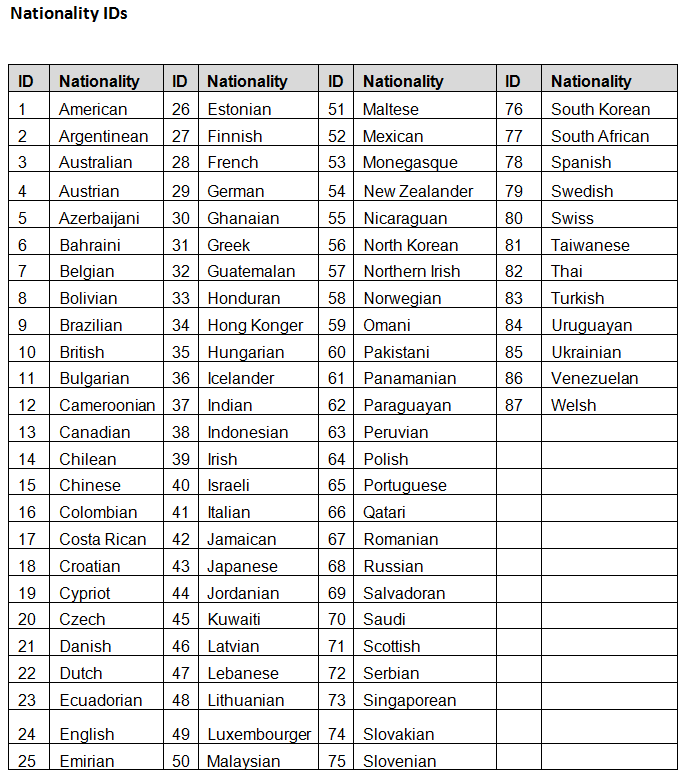 Nationality IDs
ID Nationality ID Nationality ID Nationality ID Nationality
1 American 26 Estonian 51 Maltese 76 South Korean
2 Argentinean 27 Finnish 52 Mexican 77 South African
3 Australian 28 French 53 Monegasque 78 Spanish
4 Austrian 29 German 54 New Zealander 79 Swedish
5 Azerbaijani 30 Ghanaian 55 Nicaraguan 80 Swiss
6 Bahraini 31 Greek 56 North Korean 81 Taiwanese
7 Belgian 32 Guatemalan 57 Northern Irish 82 Thai
8 Bolivian 33 Honduran 58 Norwegian 83 Turkish
9 Brazilian 34 Hong Konger 59 Omani 84 Uruguayan
10 British 35 Hungarian 60 Pakistani 85 Ukrainian
11 Bulgarian 36 Icelander 61 Panamanian 86 Venezuelan
12 Cameroonian 37 Indian 62 Paraguayan 87 Welsh
13 Canadian 38 Indonesian 63 Peruvian
14 Chilean 39 Irish 64 Polish
15 Chinese 40 Israeli 65 Portuguese
16 Colombian 41 Italian 66 Qatari
17 Costa Rican 42 Jamaican 67 Romanian
18 Croatian 43 Japanese 68 Russian
19 Cypriot 44 Jordanian 69 Salvadoran
20 Czech 45 Kuwaiti 70 Saudi
21 Danish 46 Latvian 71 Scottish
22 Dutch 47 Lebanese 72 Serbian
23 Ecuadorian 48 Lithuanian 73 Singaporean
24 English 49 Luxembourger 74 Slovakian
25 Emirian 50 Malaysian 75 Slovenian